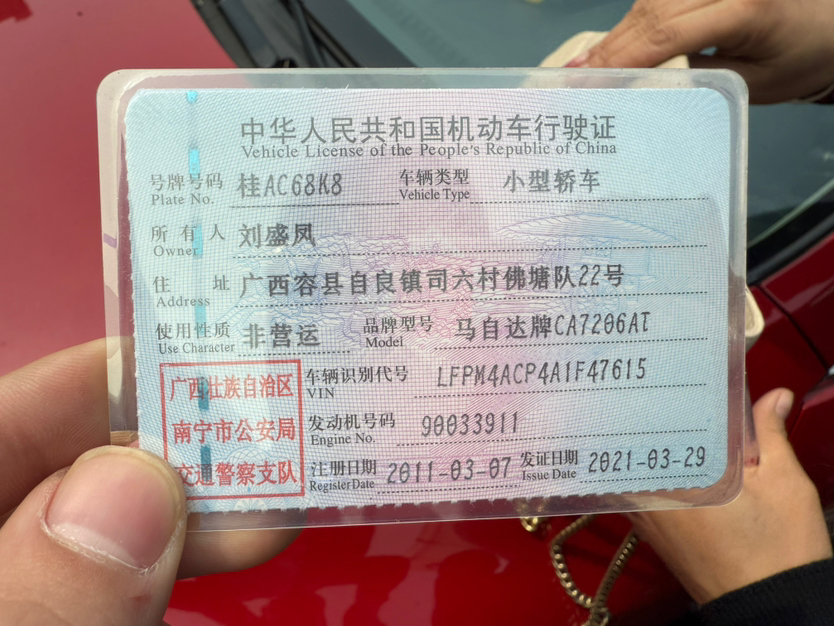 中华人民共和国机动车行驶证
Vehicle License of the People's Republic of China
号牌号码 桂AC68K8 车辆类型 小型轿车
Plate No. Vehicle Type
所有人 刘盛凤
Owner
住址 广西容县自良镇司六村佛塘队22号
Address
使用性质 非营运 品牌型号 马自达牌CA7206AT
Use Character Model
广西壮族自治区
南宁市公安局
交通警察支队
车辆识别代号 LFPM4ACP4A1F47615
VIN
发动机号码 90033911
Engine No.
注册日期 2011-03-07 发证日期 2021-03-29
Register Date Issue Date